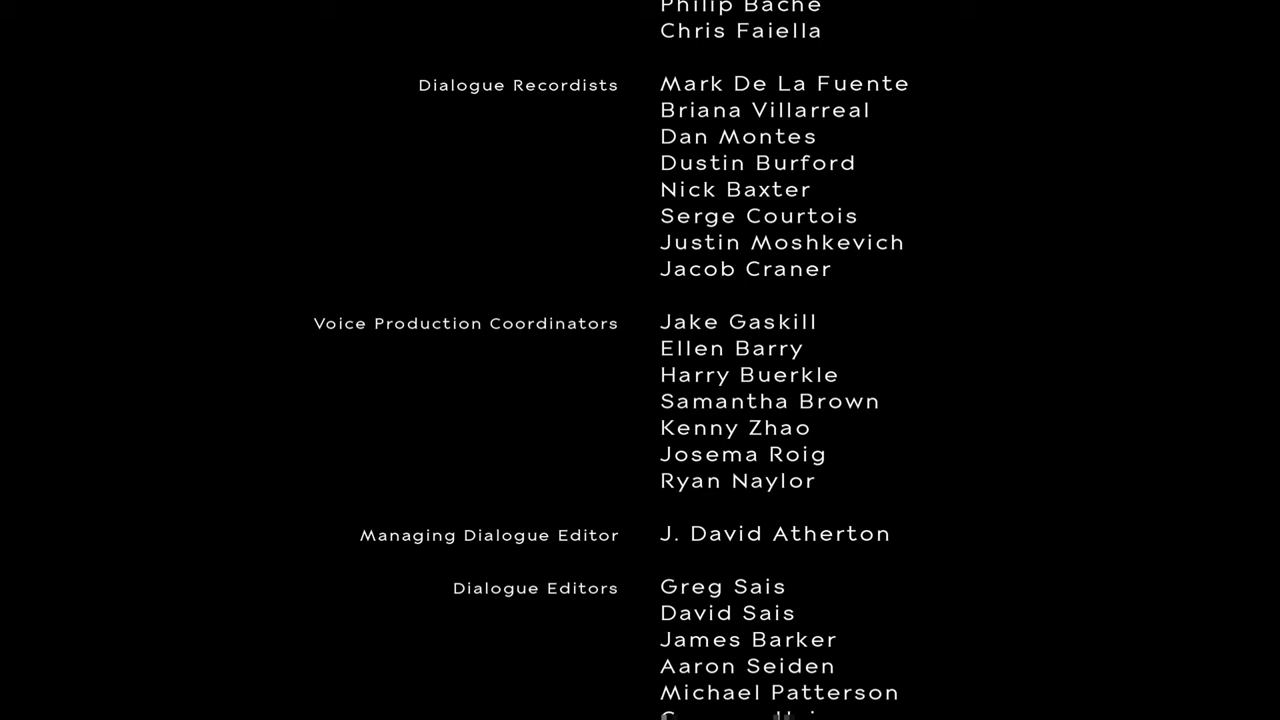 Philip Bache
Chris Faiella
Dialogue Recordists Mark De La Fuente
Briana Villarreal
Dan Montes
Dustin Burford
Nick Baxter
Serge Courtois
Justin Moshkevich
Jacob Craner
Voice Production Coordinators Jake Gaskill
Ellen Barry
Harry Buerkle
Samantha Brown
Kenny Zhao
Josema Roig
Ryan Naylor
Managing Dialogue Editor J. David Atherton
Dialogue Editors Greg Sais
David Sais
James Barker
Aaron Seiden
Michael Patterson